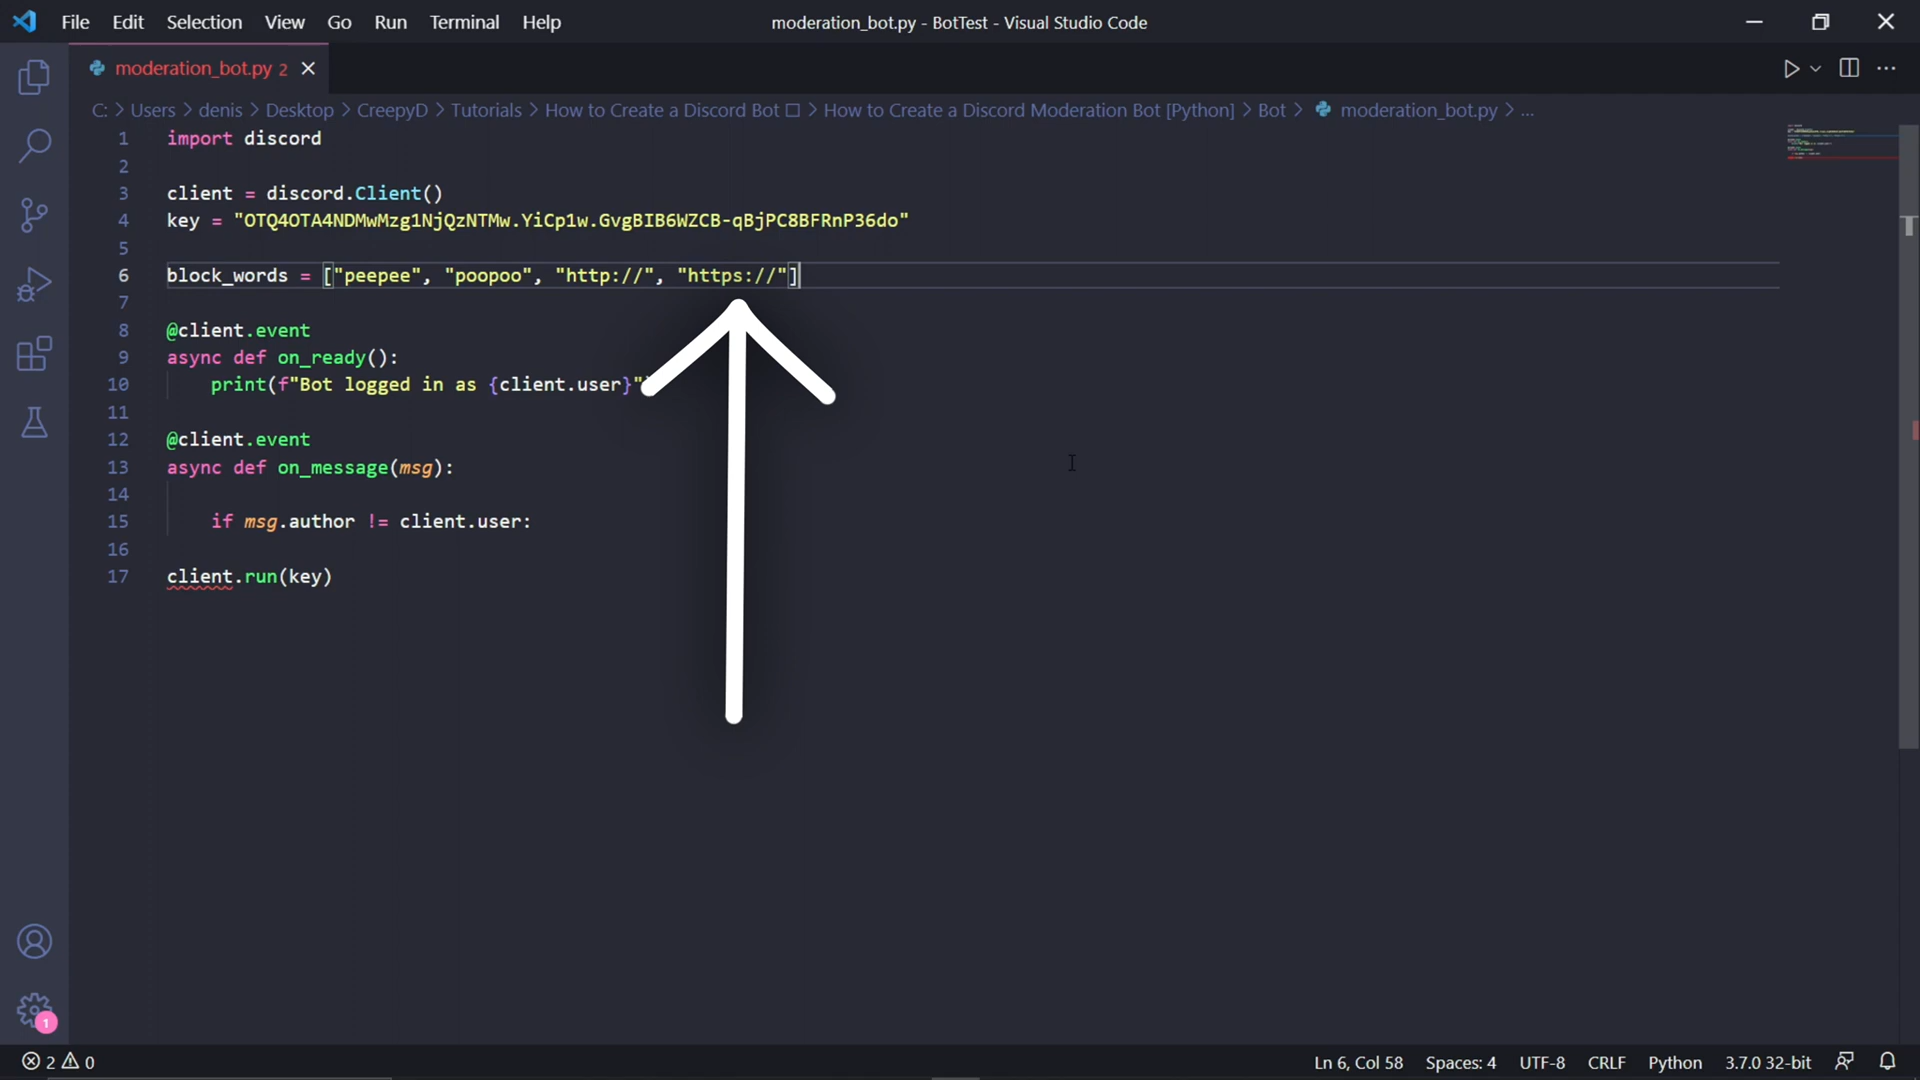 File Edit Selection View Go Run Terminal Help moderation_bot.py - BotTest - Visual Studio Code
moderation_bot.py 2
C: > Users > denis > Desktop > CreepyD > Tutorials > How to Create a Discord Bot □ > How to Create a Discord Moderation Bot [Python] > Bot > moderation_bot.py > ...
1 import discord
2
3 client = discord.Client()
4 key = "OTQ4OTA4NDMwMzg1NjQzNTMw.YiCp1w.GvgBIB6WZCB-qBjPC8BFRnP36do"
5
6 block_words = ["peepee", "poopoo", "http://", "https://"]
7
8 @client.event
9 async def on_ready():
10 print(f"Bot logged in as {client.user}"
11
12 @client.event
13 async def on_message(msg):
14
15 if msg.author != client.user:
16
17 client.run(key)
1
2 0 Ln 6, Col 58 Spaces: 4 UTF-8 CRLF Python 3.7.0 32-bit